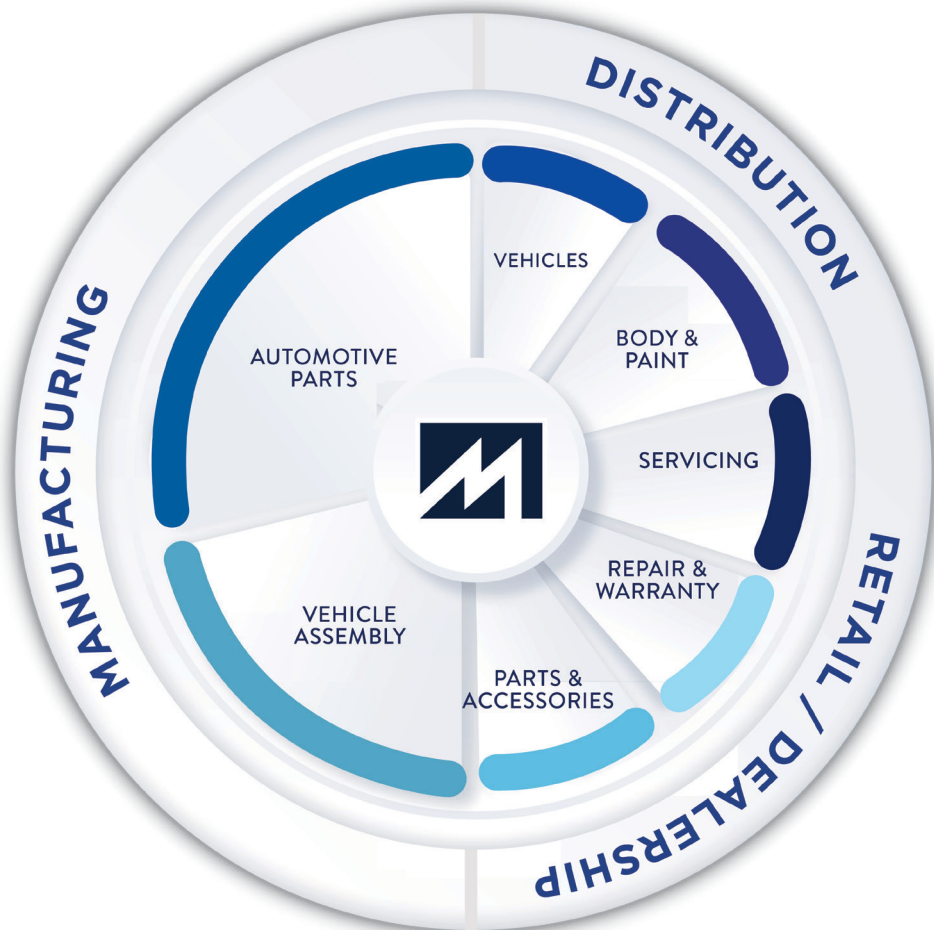 DISTRIBUTION
RETAIL / DEALERSHIP
MANUFACTURING
VEHICLES
BODY &
PAINT
SERVICING
REPAIR &
WARRANTY
PARTS &
ACCESSORIES
VEHICLE
ASSEMBLY
AUTOMOTIVE
PARTS